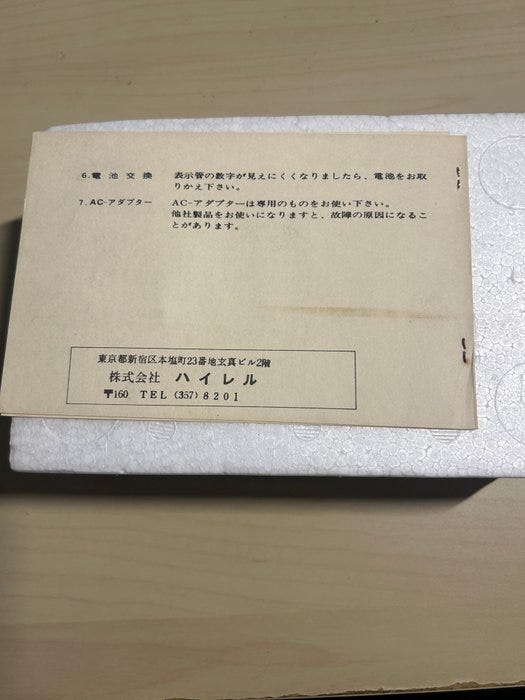 6. 電池交換 表示管の数字が見えにくくなりましたら、電池をお取
りかえ下さい。
7. AC-アダプター AC-アダプターは専用のものをお使い下さい。
他社製品をお使いになりますと、故障の原因になるこ
とがあります。
東京都新宿区本塩町23番地玄真ビル2階
株式会社 ハイレル
〒160 TEL (357) 8201